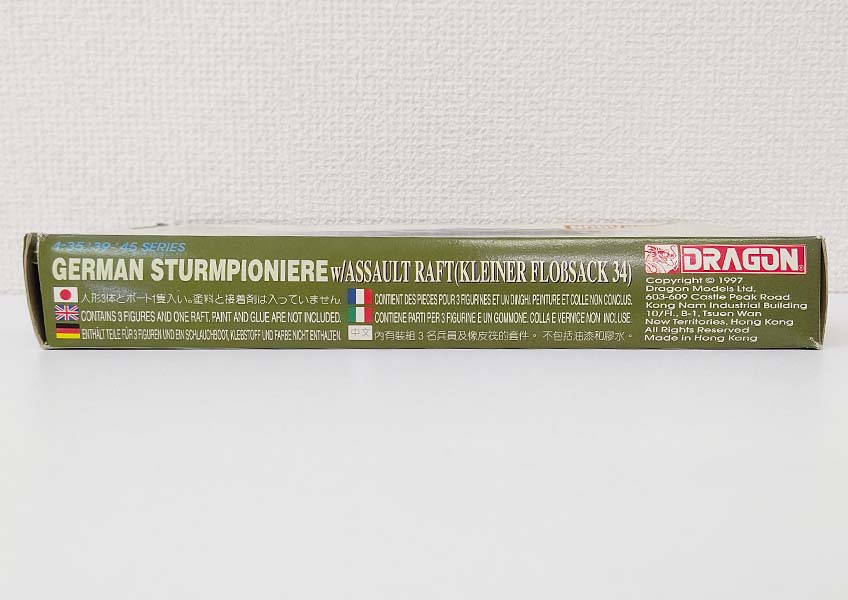 1:35 '39-'45 SERIES
GERMAN STURMPIONIERE w/ASSAULT RAFT(KLEINER FLOßSACK 34)
人形3体とボート1隻入い。塗料と接着剤は入っていません。
CONTAINS 3 FIGURES AND ONE RAFT. PAINT AND GLUE ARE NOT INCLUDED.
ENTHÄLT TEILE FÜR 3 FIGUREN UND EIN SCHLAUCHBOOT, KLEBSTOFF UND FARBE NICHT ENTHALTEN.
CONTIENT DES PIECES POUR 3 FIGURINES ET UN DINGHI. PEINTURE ET COLLE NON CONCLUS.
CONTIENE PARTI PER 3 FIGURINE E UN GOMMONE. COLLA E VERNICE NON INCLUSE.
中文 內有裝組 3 名兵員及橡皮筏的套件。不包括油漆和膠水。
DRAGON
Copyright © 1997
Dragon Models Ltd.
603-609 Castle Peak Road
Kong Nam Industrial Building
10/Fl., B-1, Tsuen Wan
New Territories, Hong Kong
All Rights Reserved
Made in Hong Kong